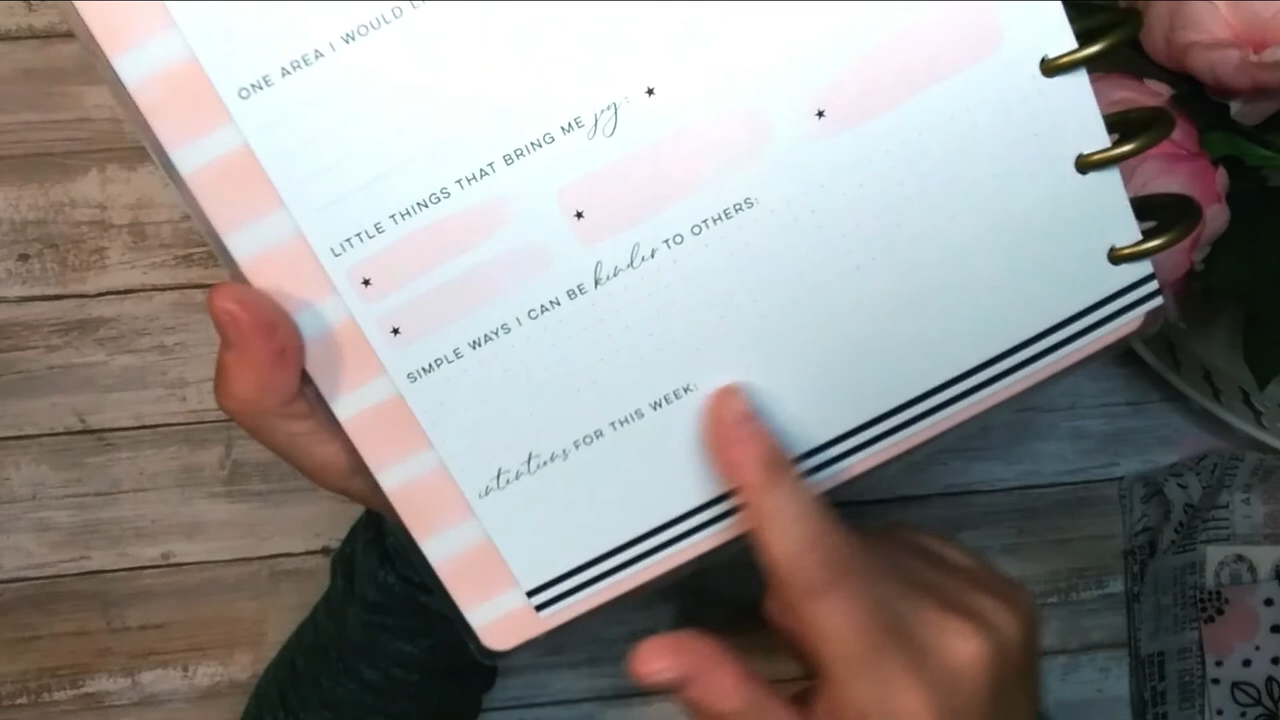 ONE AREA I WOULD
LITTLE THINGS THAT BRING ME joy:
SIMPLE WAYS I CAN BE kinder TO OTHERS:
intentions FOR THIS WEEK: